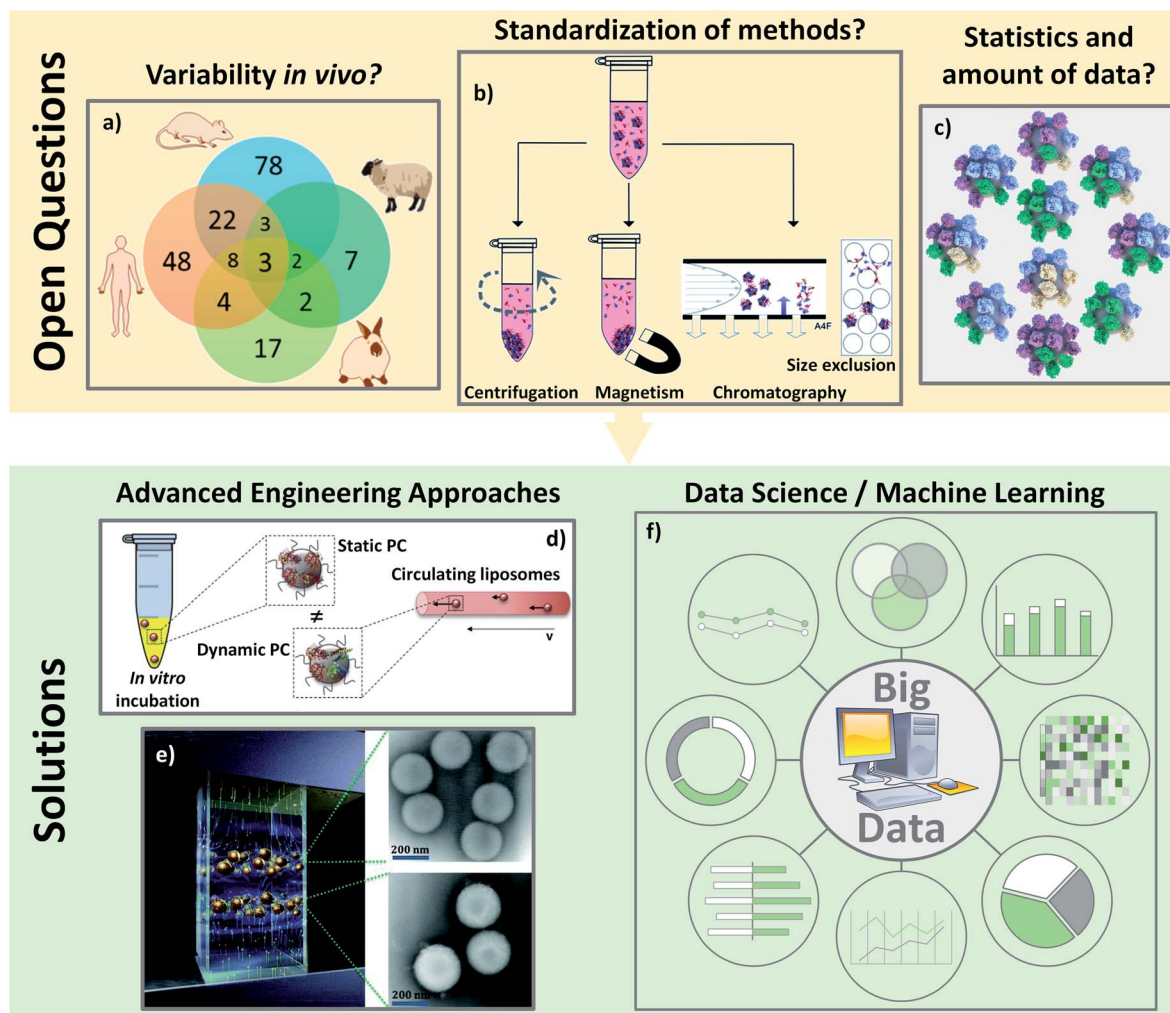 Open Questions
Variability in vivo?
a)
78
22
3
48
8
3
2
7
4
2
17
Standardization of methods?
b)
A4F
Size exclusion
Centrifugation
Magnetism
Chromatography
Statistics and
amount of data?
c)
Solutions
Advanced Engineering Approaches
d)
Static PC
Circulating liposomes
≠
Dynamic PC
v
In vitro
incubation
e)
200 nm
200 nm
Data Science / Machine Learning
f)
Big
Data